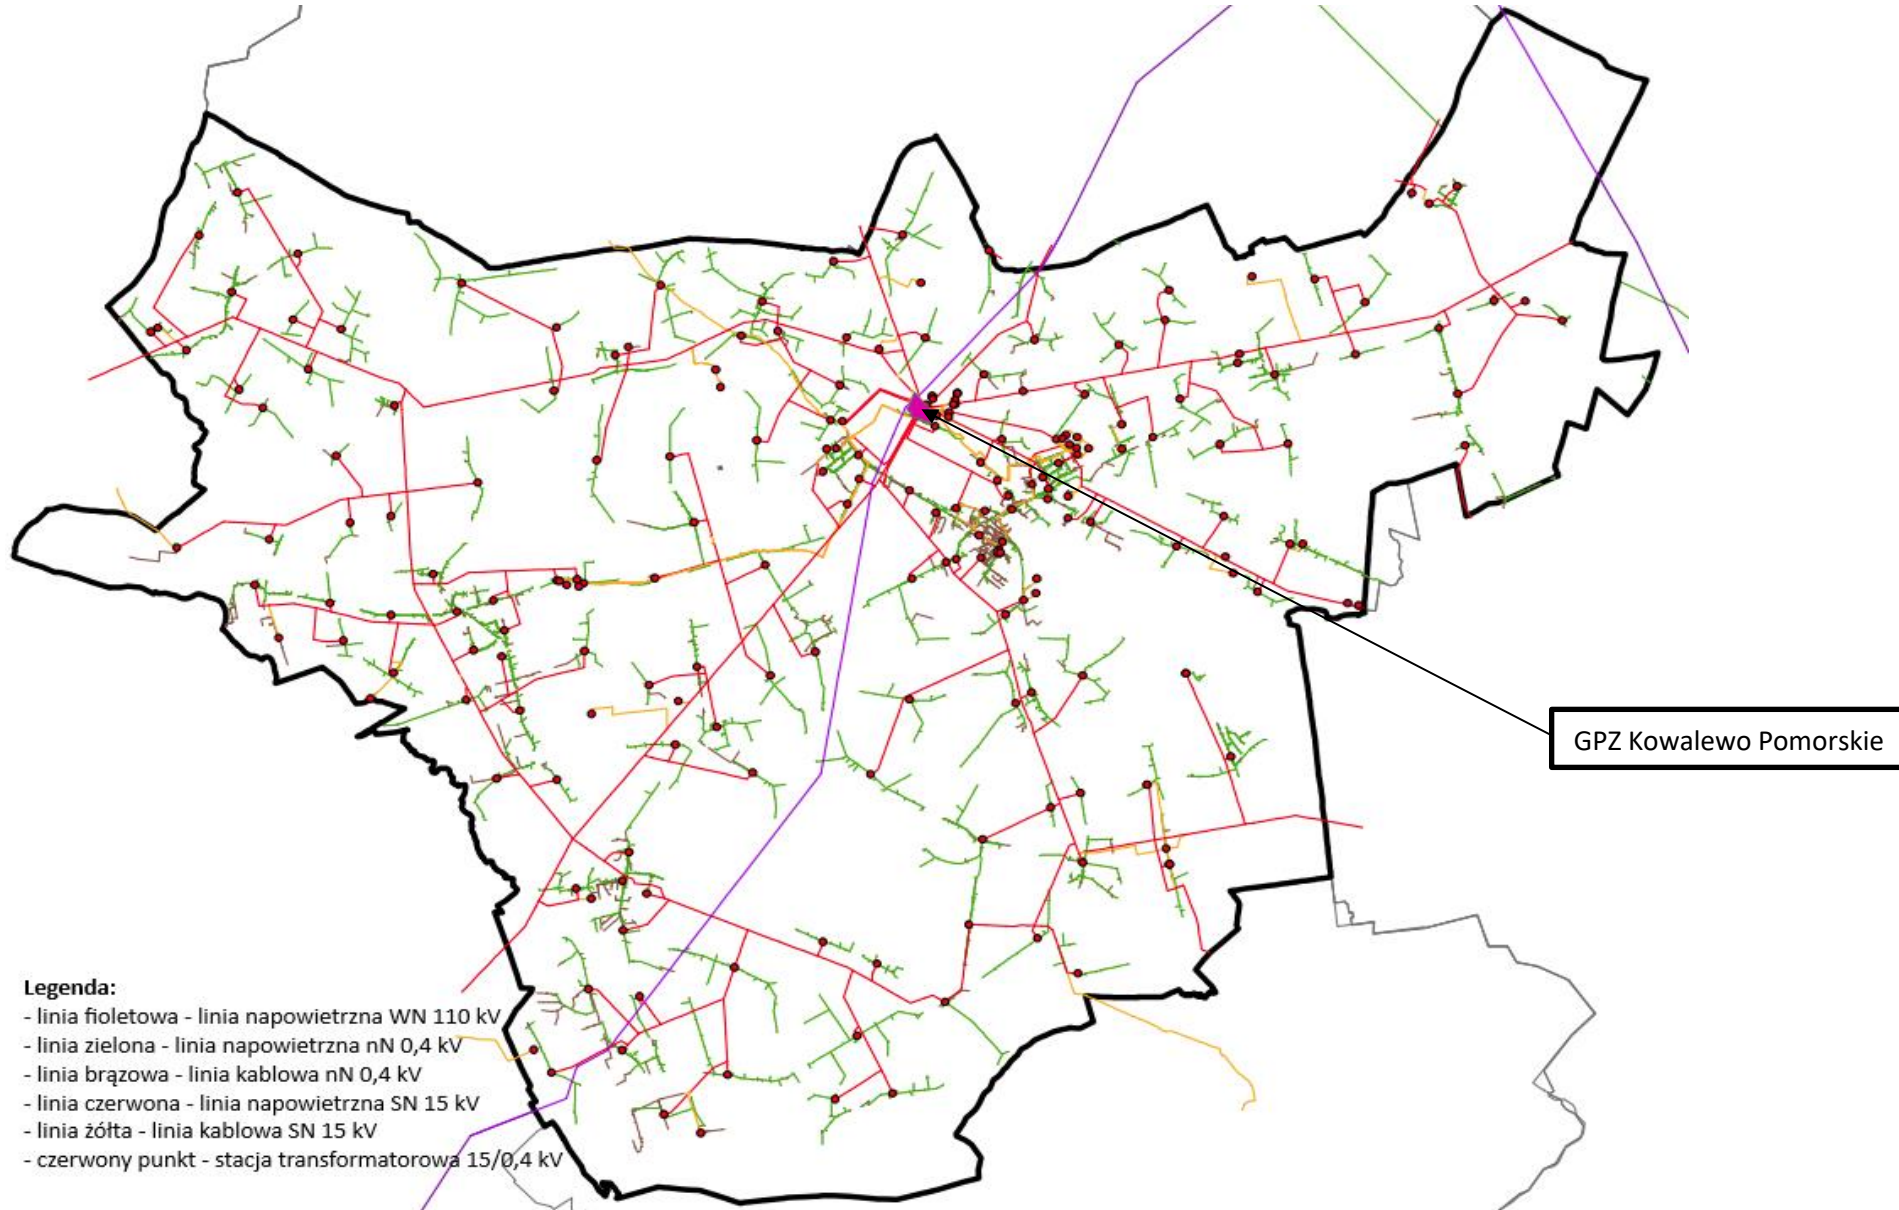 GPZ Kowalewo Pomorskie
Legenda:
- linia fioletowa - linia napowietrzna WN 110 kV
- linia zielona - linia napowietrzna nN 0,4 kV
- linia brązowa - linia kablowa nN 0,4 kV
- linia czerwona - linia napowietrzna SN 15 kV
- linia żółta - linia kablowa SN 15 kV
- czerwony punkt - stacja transformatorowa 15/0,4 kV